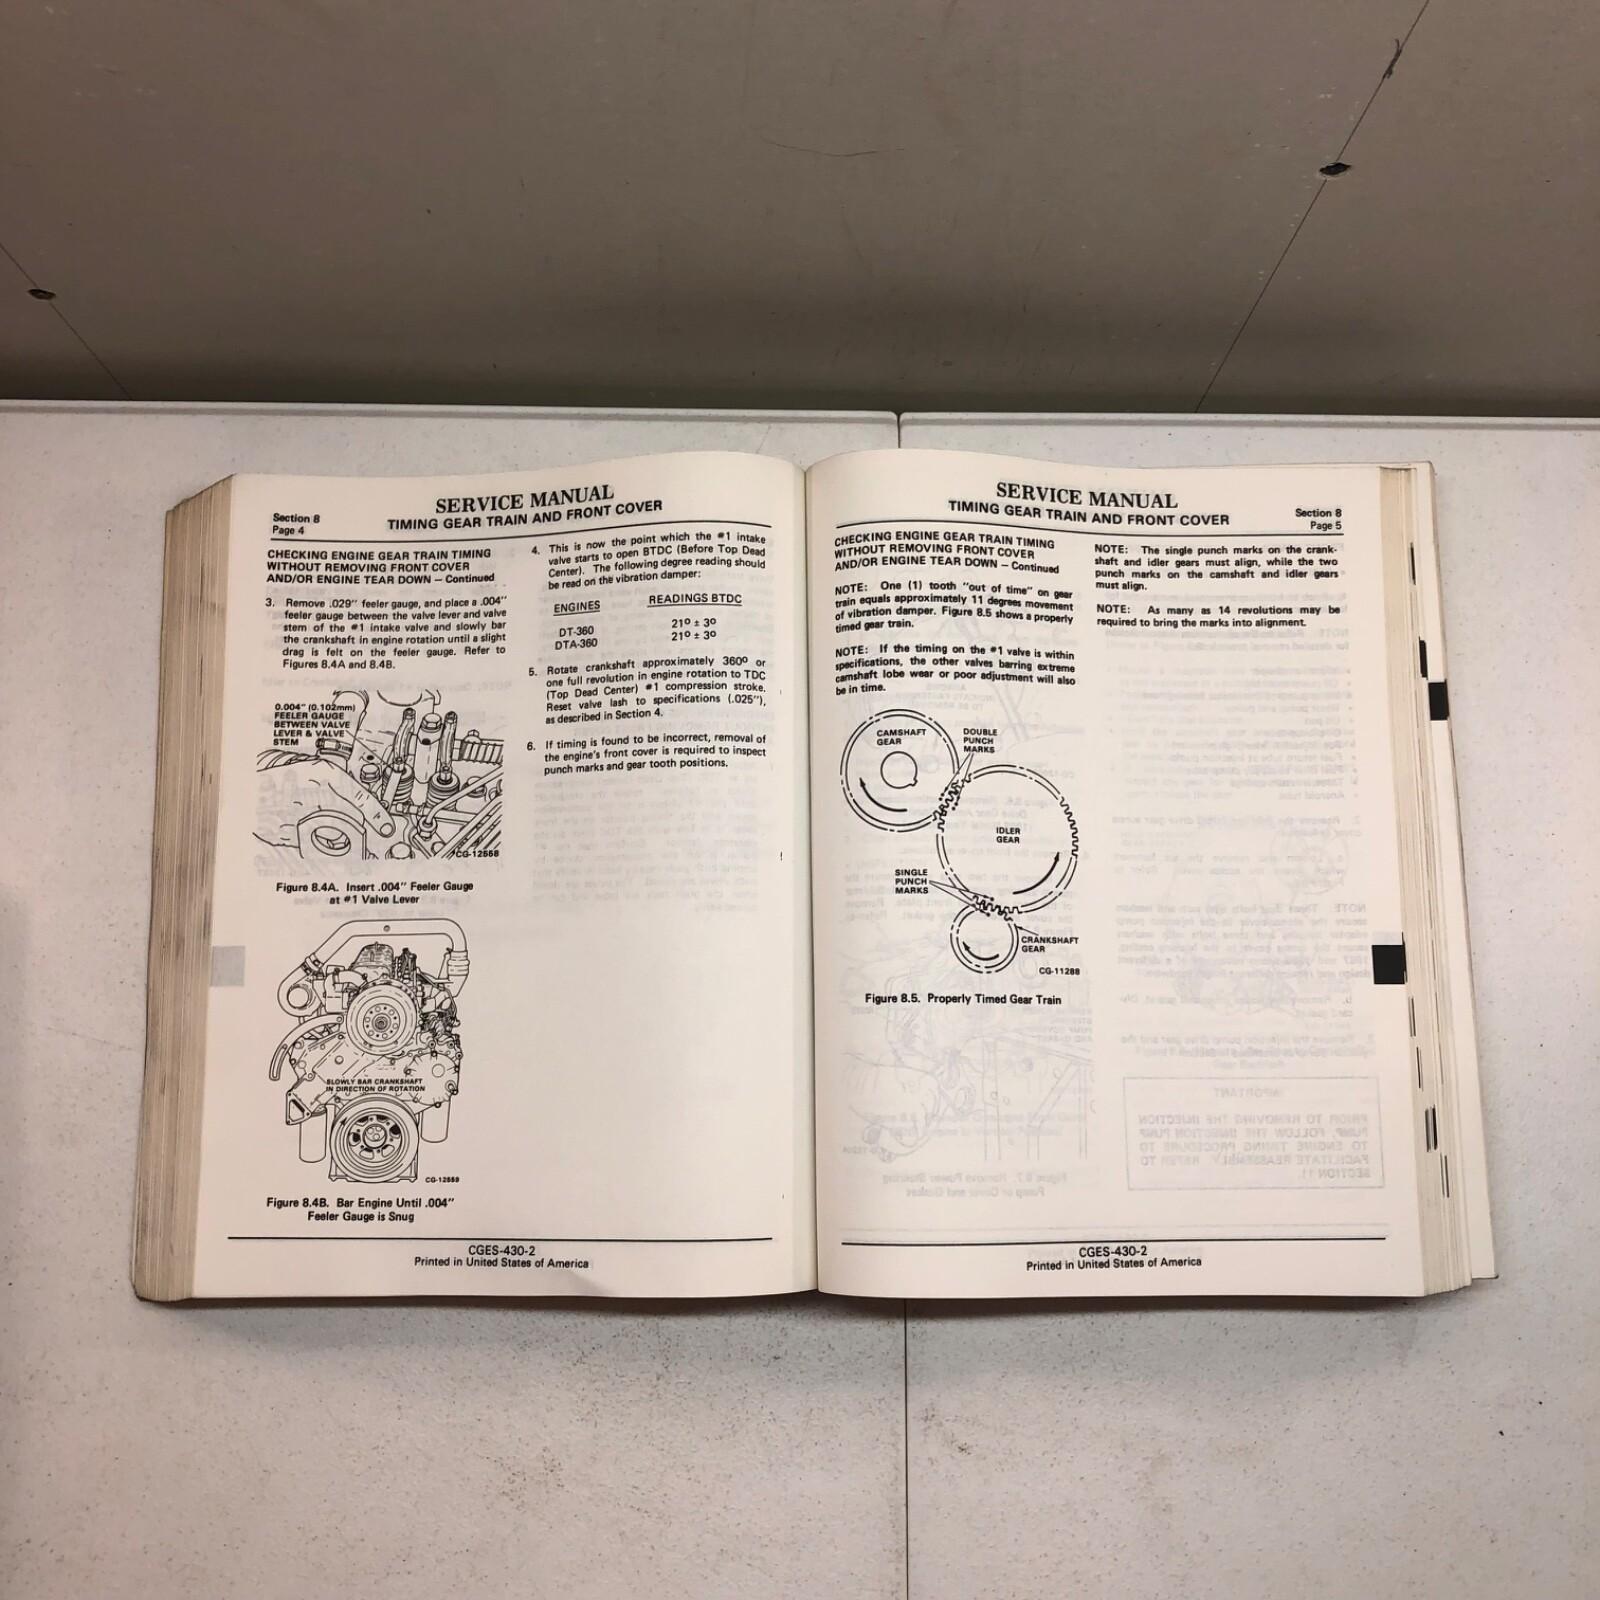 SERVICE MANUAL
TIMING GEAR TRAIN AND FRONT COVER
Section 8
Page 4
CHECKING ENGINE GEAR TRAIN TIMING
WITHOUT REMOVING FRONT COVER
AND/OR ENGINE TEAR DOWN – Continued
3. Remove .029" feeler gauge, and place a .004"
feeler gauge between the valve lever and valve
stem of the #1 intake valve and slowly bar
the crankshaft in engine rotation until a slight
drag is felt on the feeler gauge. Refer to
Figures 8.4A and 8.4B.
0.004" (0.102mm)
FEELER GAUGE
BETWEEN VALVE
LEVER & VALVE
STEM
CG-12558
Figure 8.4A. Insert .004" Feeler Gauge
at #1 Valve Lever
SLOWLY BAR CRANKSHAFT
IN DIRECTION OF ROTATION
CG-12559
Figure 8.4B. Bar Engine Until .004"
Feeler Gauge is Snug
4. This is now the point which the #1 intake
valve starts to open BTDC (Before Top Dead
Center). The following degree reading should
be read on the vibration damper:
ENGINES READINGS BTDC
DT-360 21º ± 3º
DTA-360 21º ± 3º
5. Rotate crankshaft approximately 360º or
one full revolution in engine rotation to TDC
(Top Dead Center) #1 compression stroke.
Reset valve lash to specifications (.025"),
as described in Section 4.
6. If timing is found to be incorrect, removal of
the engine's front cover is required to inspect
punch marks and gear tooth positions.
CGES-430-2
Printed in United States of America
SERVICE MANUAL
TIMING GEAR TRAIN AND FRONT COVER
Section 8
Page 5
CHECKING ENGINE GEAR TRAIN TIMING
WITHOUT REMOVING FRONT COVER
AND/OR ENGINE TEAR DOWN – Continued
NOTE: One (1) tooth "out of time" on gear
train equals approximately 11 degrees movement
of vibration damper. Figure 8.5 shows a properly
timed gear train.
NOTE: If the timing on the #1 valve is within
specifications, the other valves barring extreme
camshaft lobe wear or poor adjustment will also
be in time.
CAMSHAFT
GEAR
DOUBLE
PUNCH
MARKS
IDLER
GEAR
SINGLE
PUNCH
MARKS
CRANKSHAFT
GEAR
CG-11288
Figure 8.5. Properly Timed Gear Train
NOTE: The single punch marks on the crank-
shaft and idler gears must align, while the two
punch marks on the camshaft and idler gears
must align.
NOTE: As many as 14 revolutions may be
required to bring the marks into alignment.
CGES-430-2
Printed in United States of America